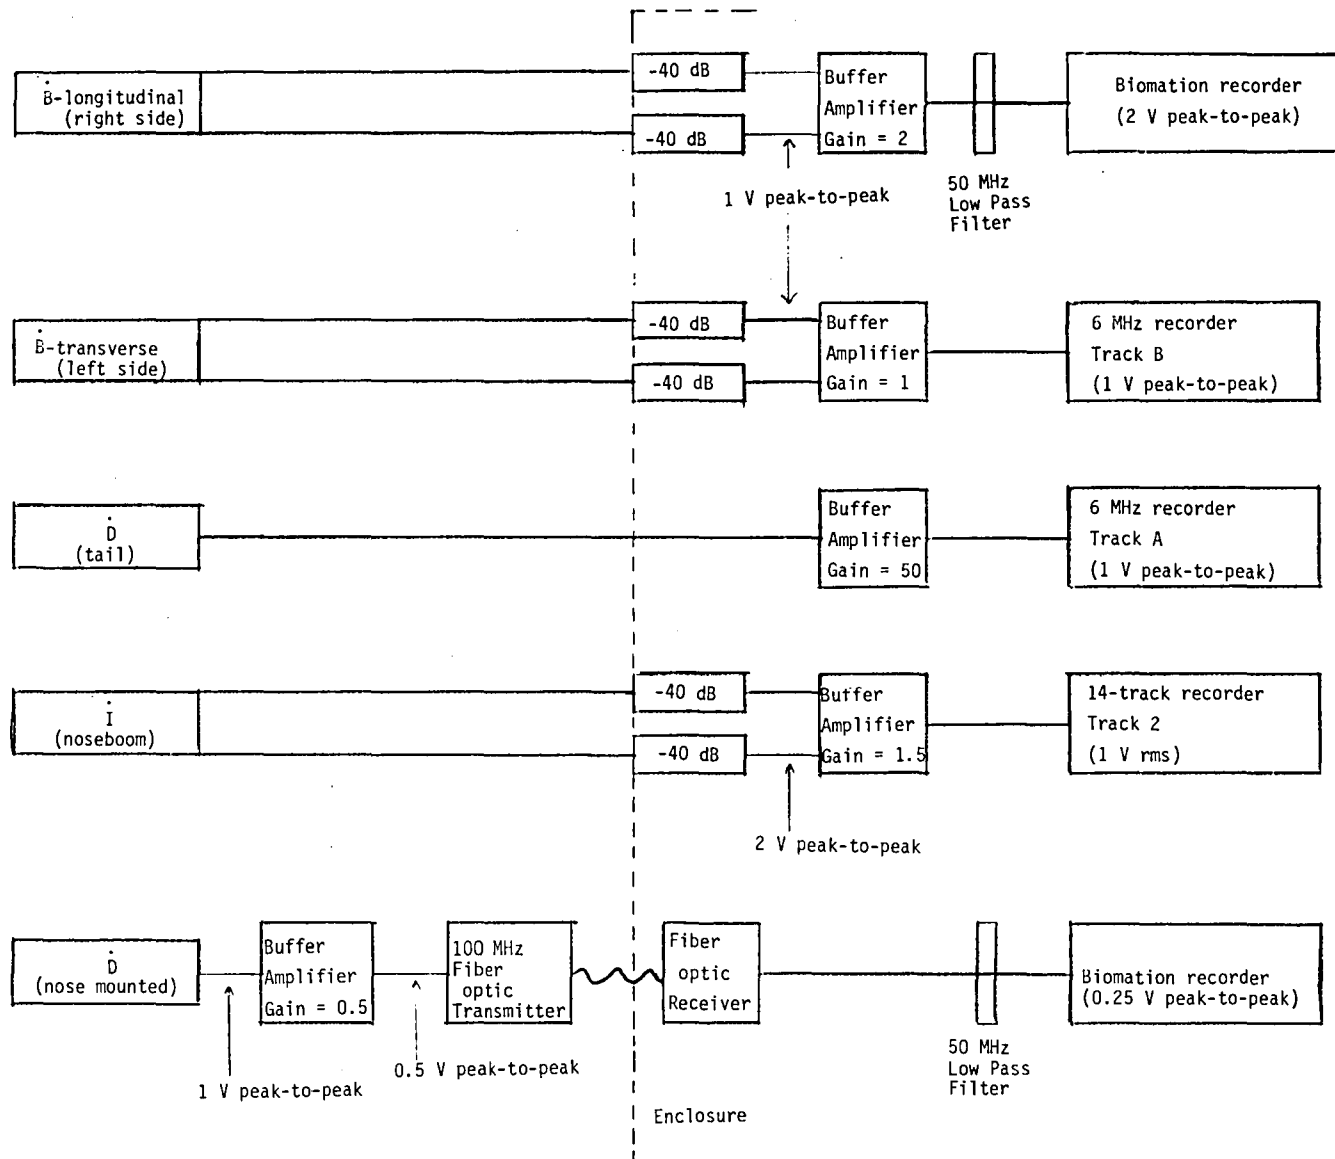 Ḃ-longitudinal
(right side)
-40 dB
-40 dB
Buffer
Amplifier
Gain = 2
Biomation recorder
(2 V peak-to-peak)
1 V peak-to-peak
50 MHz
Low Pass
Filter
Ḃ-transverse
(left side)
-40 dB
-40 dB
Buffer
Amplifier
Gain = 1
6 MHz recorder
Track B
(1 V peak-to-peak)
Ḋ
(tail)
Buffer
Amplifier
Gain = 50
6 MHz recorder
Track A
(1 V peak-to-peak)
İ
(noseboom)
-40 dB
-40 dB
Buffer
Amplifier
Gain = 1.5
14-track recorder
Track 2
(1 V rms)
2 V peak-to-peak
Ḋ
(nose mounted)
Buffer
Amplifier
Gain = 0.5
100 MHz
Fiber
optic
Transmitter
Fiber
optic
Receiver
Biomation recorder
(0.25 V peak-to-peak)
1 V peak-to-peak
0.5 V peak-to-peak
50 MHz
Low Pass
Filter
Enclosure